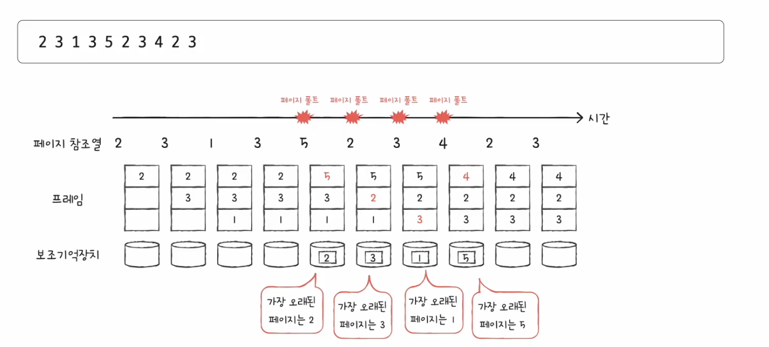 2 3 1 3 5 2 3 4 2 3
페이지 폴트 페이지 폴트 페이지 폴트 페이지 폴트
시간
페이지 참조열 2 3 1 3 5 2 3 4 2 3
2 2 2 2 5 5 5 4 4 4
프레임 3 3 3 3 2 2 2 2 2
1 1 1 1 3 3 3 3
보조기억장치 2 3 1 5
가장 오래된 가장 오래된 가장 오래된 가장 오래된
페이지는 2 페이지는 3 페이지는 1 페이지는 5